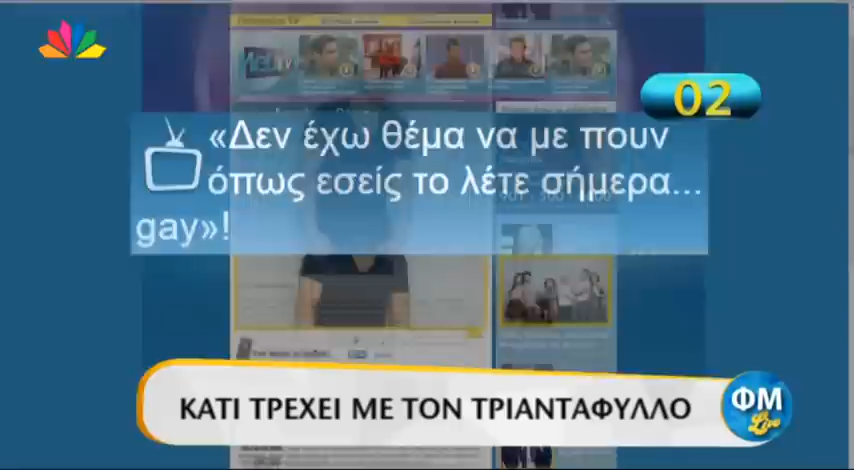 02
«Δεν έχω θέμα να με πουν
όπως εσείς το λέτε σήμερα...
gay»!
ΚΑΤΙ ΤΡΕΧΕΙ ΜΕ ΤΟΝ ΤΡΙΑΝΤΑΦΥΛΛΟ
ΦΜ
Live